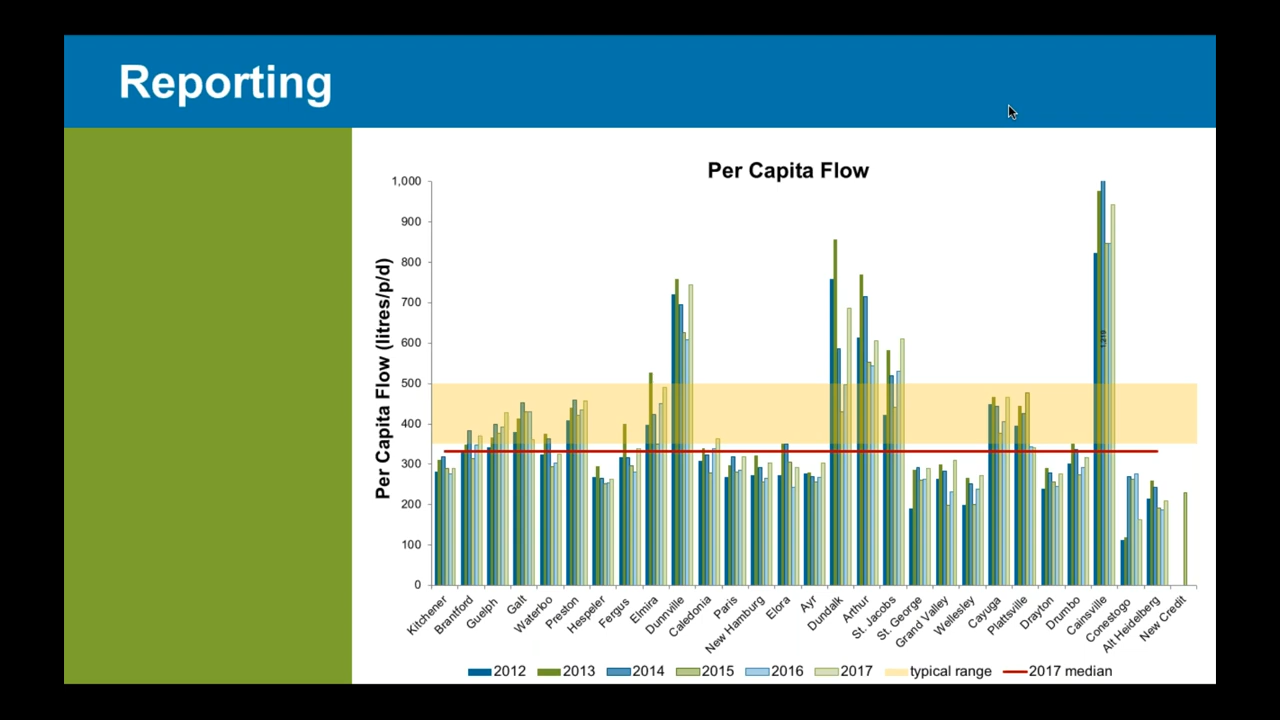 Reporting
Per Capita Flow
Per Capita Flow (litres/p/d)
1,000
900
800
700
600
500
400
300
200
100
0
1,219
Kitchener
Brantford
Guelph
Galt
Waterloo
Preston
Hespeler
Fergus
Elmira
Dunnville
Caledonia
Paris
New Hamburg
Elora
Ayr
Dundalk
Arthur
St. Jacobs
St. George
Grand Valley
Wellesley
Cayuga
Plattsville
Drayton
Drumbo
Cainsville
Conestogo
Alt Heidelberg
New Credit
2012 2013 2014 2015 2016 2017 typical range 2017 median